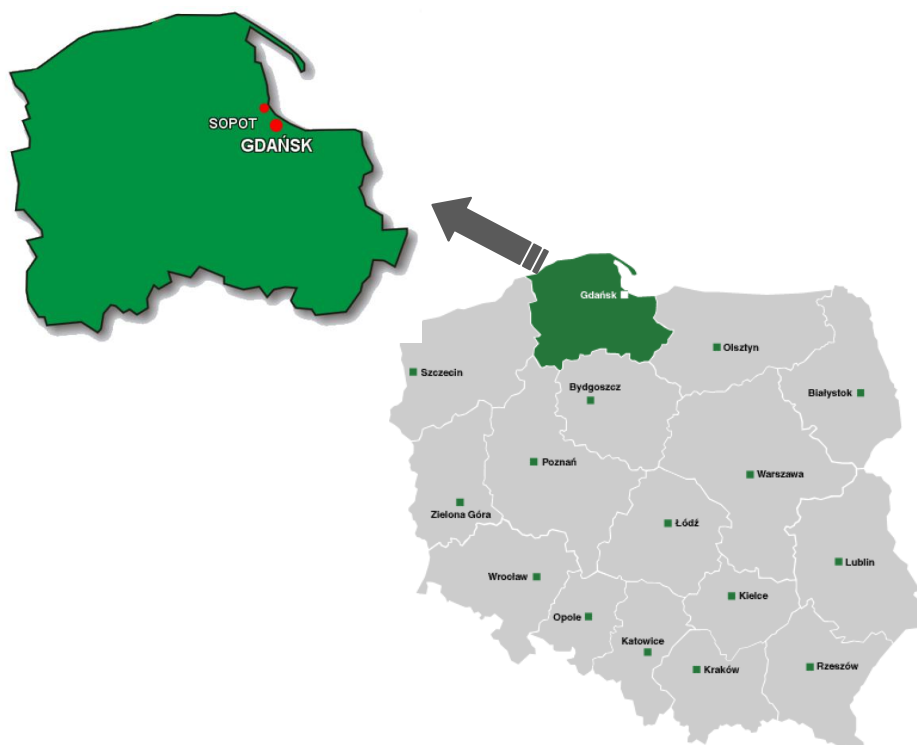 SOPOT
GDAŃSK
Gdańsk
Olsztyn
Szczecin
Bydgoszcz
Białystok
Poznań
Warszawa
Zielona Góra
Łódź
Lublin
Wrocław
Kielce
Opole
Katowice
Kraków
Rzeszów